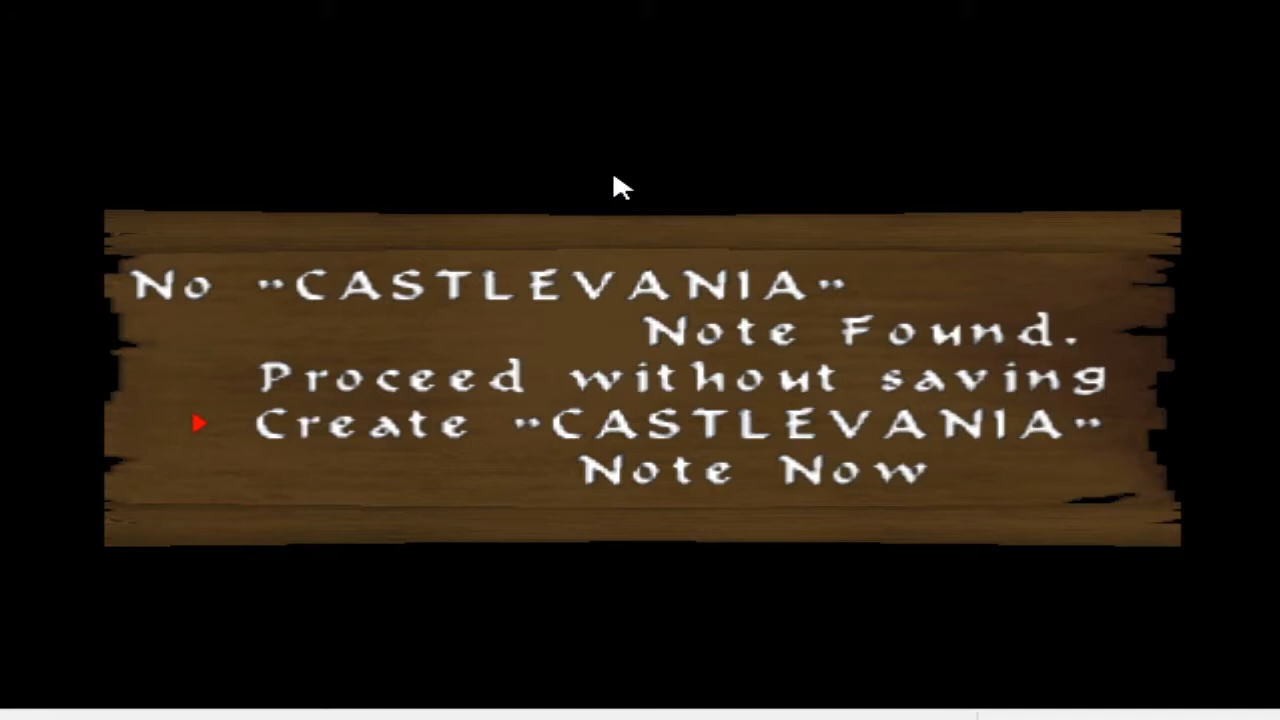 No "CASTLEVANIA"
Note Found.
Proceed without saving
Create "CASTLEVANIA"
Note Now